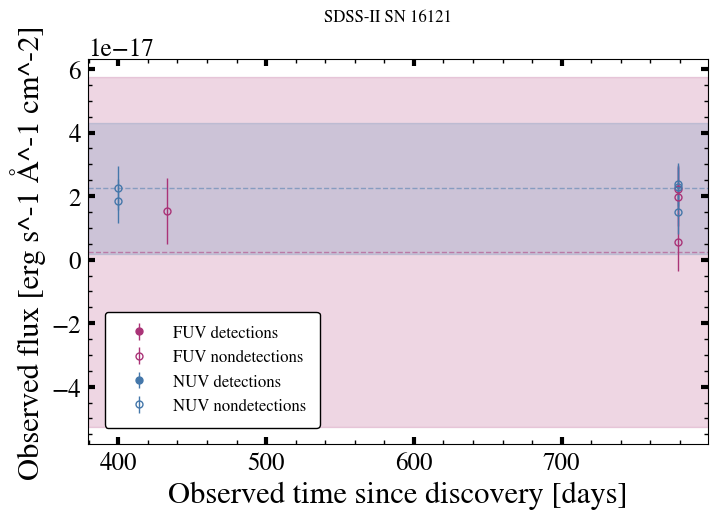 SDSS-II SN 16121
1e−17
6
4
2
0
−2
−4
Observed flux [erg s^-1 Å^-1 cm^-2]
FUV detections
FUV nondetections
NUV detections
NUV nondetections
400 500 600 700
Observed time since discovery [days]